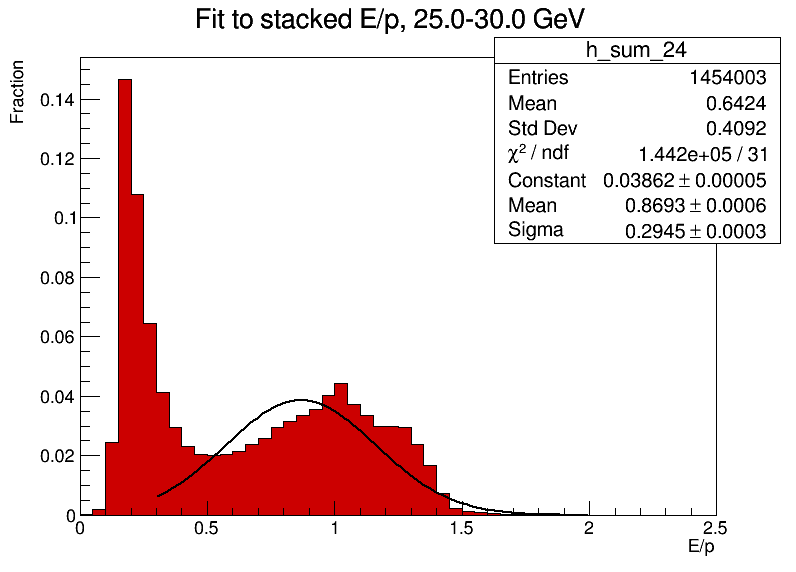 Fit to stacked E/p, 25.0-30.0 GeV
h_sum_24
Entries 1454003
Mean 0.6424
Std Dev 0.4092
χ² / ndf 1.442e+05 / 31
Constant 0.03862 ± 0.00005
Mean 0.8693 ± 0.0006
Sigma 0.2945 ± 0.0003
Fraction
0.14
0.12
0.1
0.08
0.06
0.04
0.02
0
0 0.5 1 1.5 2 2.5
E/p